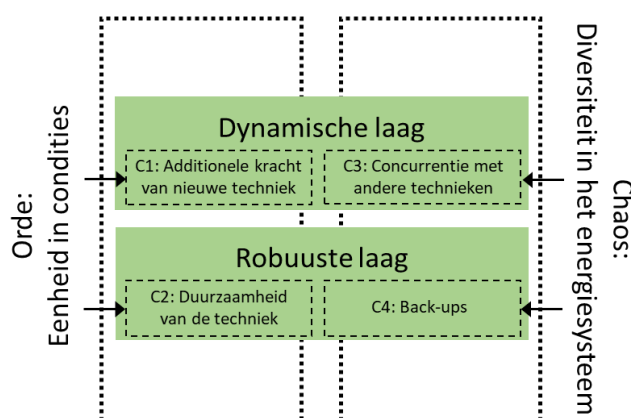 Orde:
Eenheid in condities
Dynamische laag
C1: Additionele kracht
van nieuwe techniek
C3: Concurrentie met
andere technieken
Robuuste laag
C2: Duurzaamheid
van de techniek
C4: Back-ups
Chaos:
Diversiteit in het energiesysteem